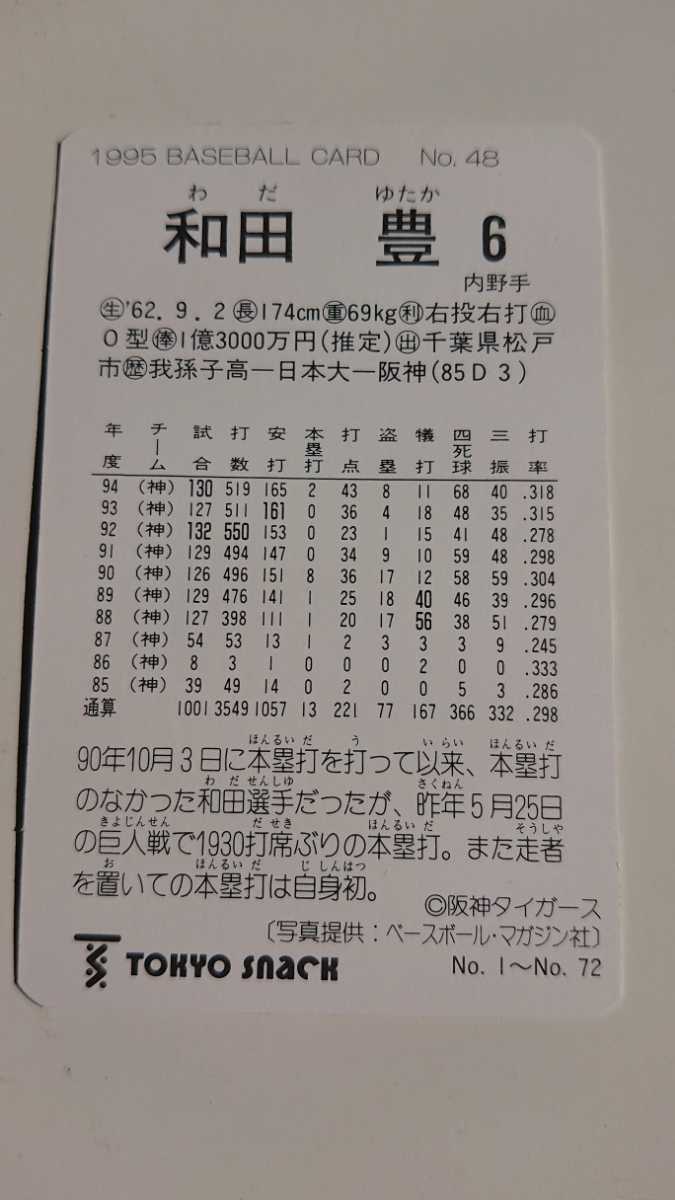 1995 BASEBALL CARD No. 48
わ だ ゆたか
和田 豊 6
内野手
㊤'62. 9. 2 ㊐174cm㊑69kg㊒右投右打㊓
O型㊔1億3000万円(推定)㊕千葉県松戸
市㊖我孫子高―日本大―阪神(85D3)
年度 チーム 試合 打数 安打 本塁打 打点 盗塁 犠打 四死球 三振 打率
94 (神) 130 519 165 2 43 8 11 68 40 .318
93 (神) 127 511 161 0 36 4 18 48 35 .315
92 (神) 132 550 153 0 23 1 15 41 48 .278
91 (神) 129 494 147 0 34 9 10 59 48 .298
90 (神) 126 496 151 8 36 17 12 58 59 .304
89 (神) 129 476 141 1 25 18 40 46 39 .296
88 (神) 127 398 111 1 20 17 56 38 51 .279
87 (神) 54 53 13 1 2 3 3 3 9 .245
86 (神) 8 3 1 0 0 0 2 0 0 .333
85 (神) 39 49 14 0 2 0 0 5 3 .286
通算 1001 3549 1057 13 221 77 167 366 332 .298
ほんるい だ う い らい ほんるい だ
90年10月3日に本塁打を打って以来、本塁打
わ だ せんしゆ さくねん
のなかった和田選手だったが、昨年5月25日
きよじんせん だ せき ほんるい だ そうしや
の巨人戦で1930打席ぶりの本塁打。また走者
お ほんるい だ じ しんはつ
を置いての本塁打は自身初。
©阪神タイガース
〔写真提供：ベースボール・マガジン社〕
TOKYO SNACK No. 1～No. 72